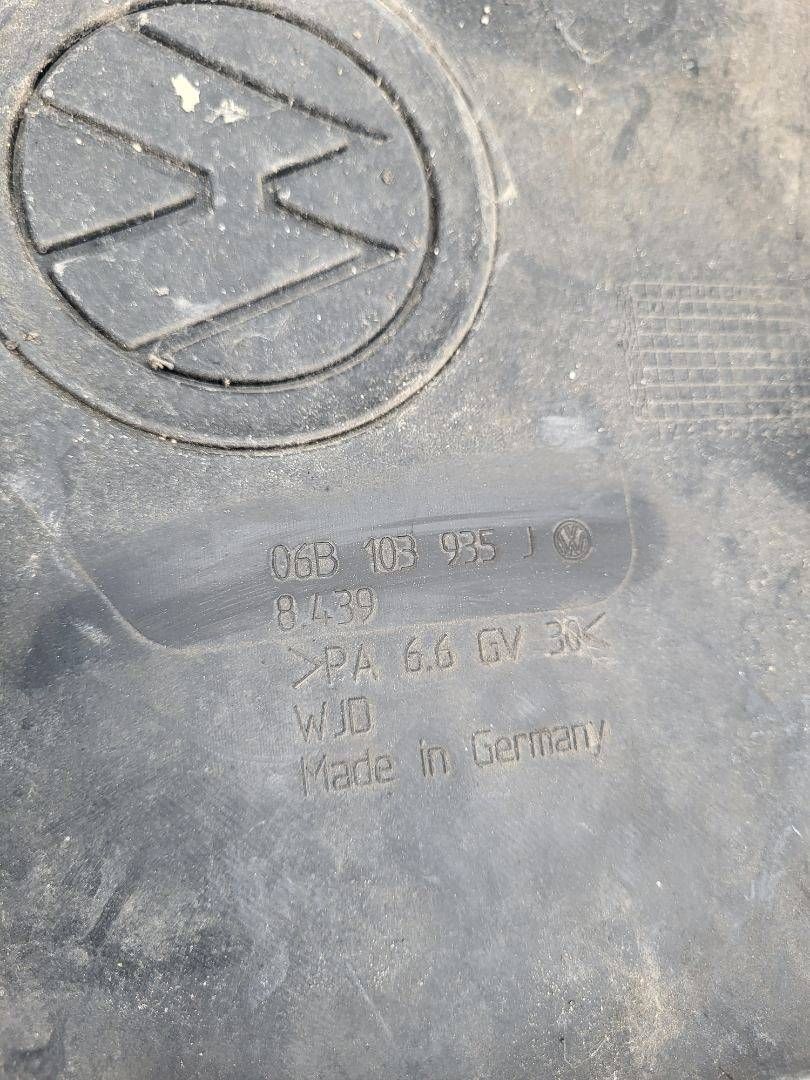 06B 103 935 J
8.439
>PA 6.6 GV 30<
WJD
Made in Germany